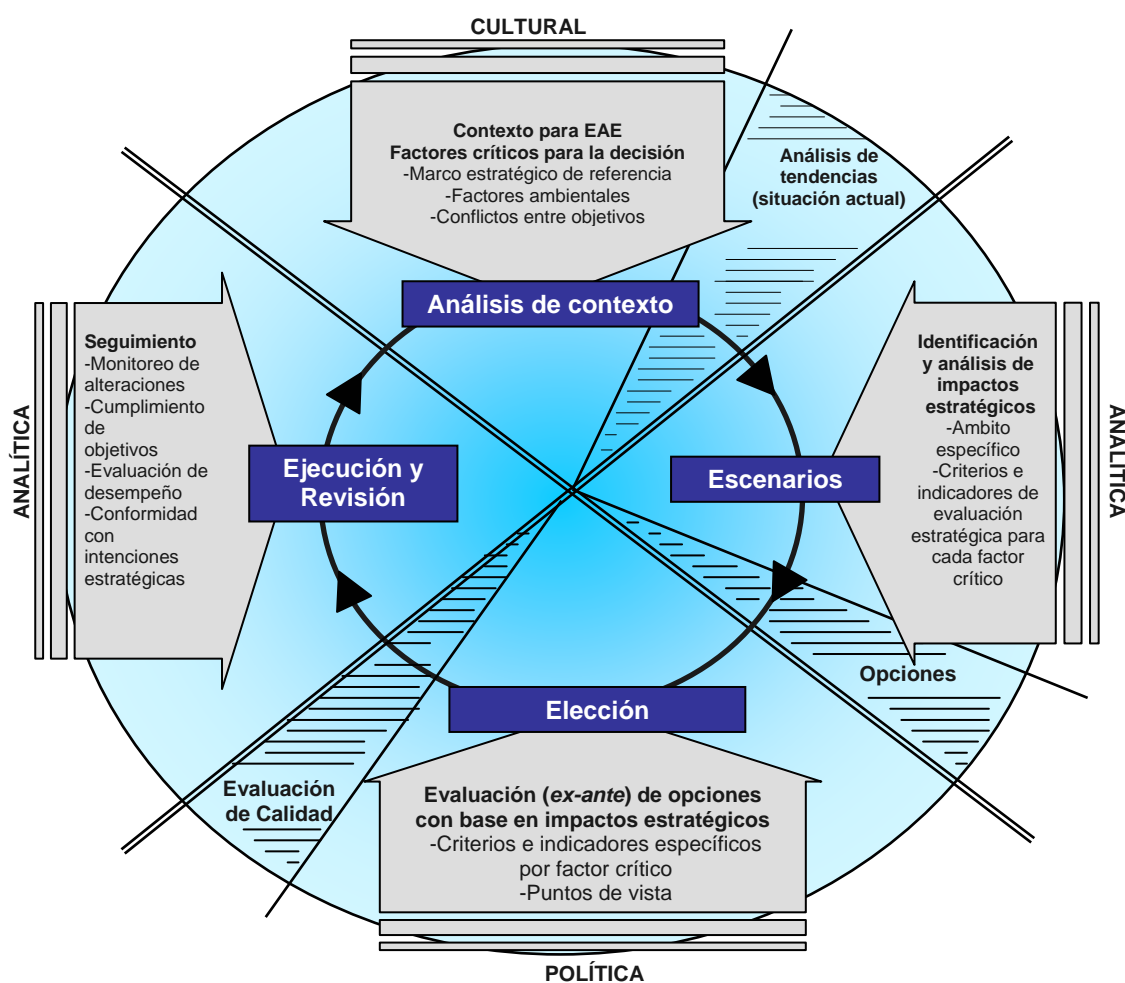 CULTURAL
Contexto para EAE
Factores críticos para la decisión
-Marco estratégico de referencia
-Factores ambientales
-Conflictos entre objetivos
Análisis de
tendencias
(situación actual)
Análisis de contexto
ANALÍTICA
Seguimiento
-Monitoreo de
alteraciones
-Cumplimiento
de
objetivos
-Evaluación de
desempeño
-Conformidad
con
intenciones
estratégicas
Ejecución y
Revisión
Escenarios
Identificación
y análisis de
impactos
estratégicos
-Ambito
específico
-Criterios e
indicadores de
evaluación
estratégica para
cada factor
crítico
ANALÍTICA
Opciones
Elección
Evaluación
de Calidad
Evaluación (ex-ante) de opciones
con base en impactos estratégicos
-Criterios e indicadores específicos
por factor crítico
-Puntos de vista
POLÍTICA